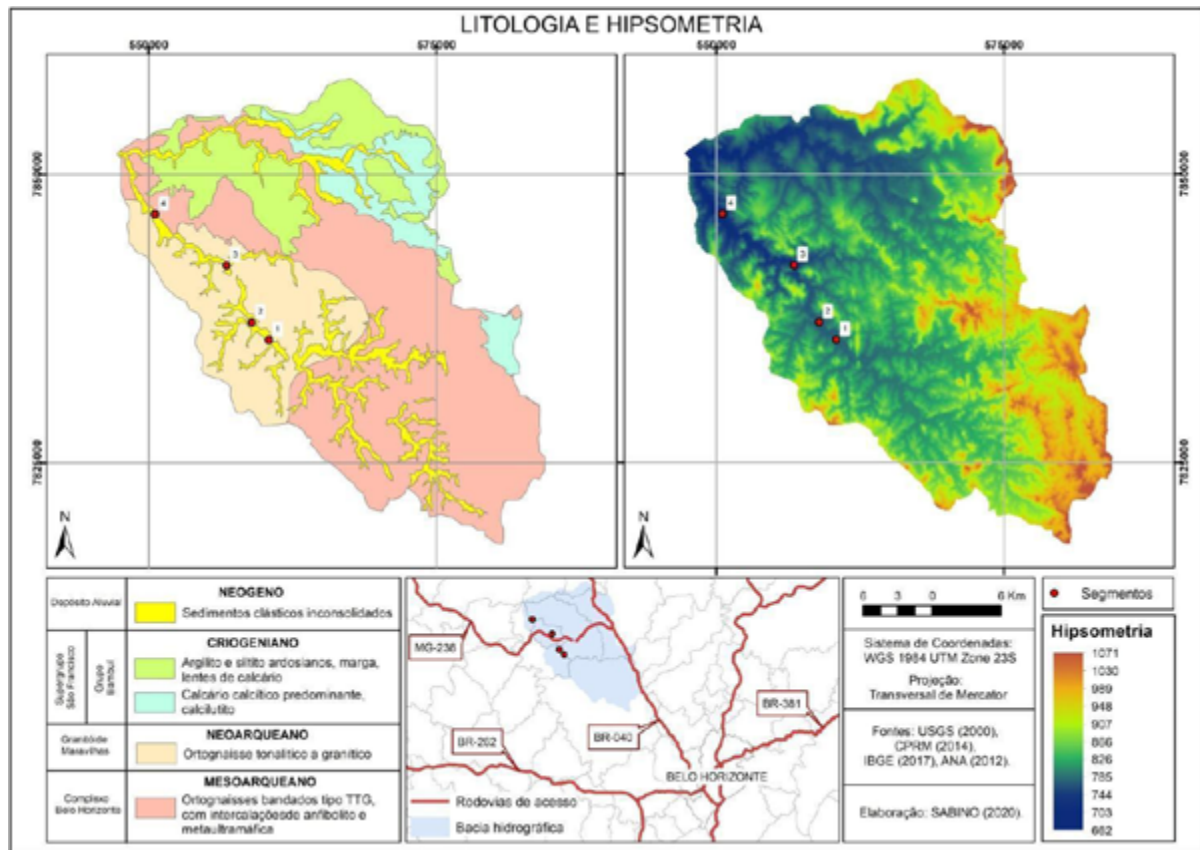 LITOLOGIA E HIPSOMETRIA
550000
575000
550000
575000
7850000
7850000
7825000
7825000
4
3
2
1
4
3
2
1
N
N
Depósito Aluvial
NEOGENO
Sedimentos clásticos inconsolidados
Supergrupo
São Francisco
Grupo
Bambuí
CRIOGENIANO
Argilito e siltito ardosianos, marga,
lentes de calcário
Calcário calcítico predominante,
calcilutito
Granitóide
Maravilhas
NEOARQUEANO
Ortognaisse tonalítico a granítico
Complexo
Belo Horizonte
MESOARQUEANO
Ortognaisses bandados tipo TTG,
com intercalaçõesde anfibolito e
metaultramáfica
MG-238
BR-262
BR-040
BR-381
BELO HORIZONTE
Rodovias de acesso
Bacia hidrográfica
6 3 0 6 Km
Sistema de Coordenadas:
WGS 1984 UTM Zone 23S
Projeção:
Transversal de Mercator
Fontes: USGS (2000),
CPRM (2014),
IBGE (2017), ANA (2012).
Elaboração: SABINO (2020).
Segmentos
Hipsometria
1071
1030
989
948
907
866
826
785
744
703
662